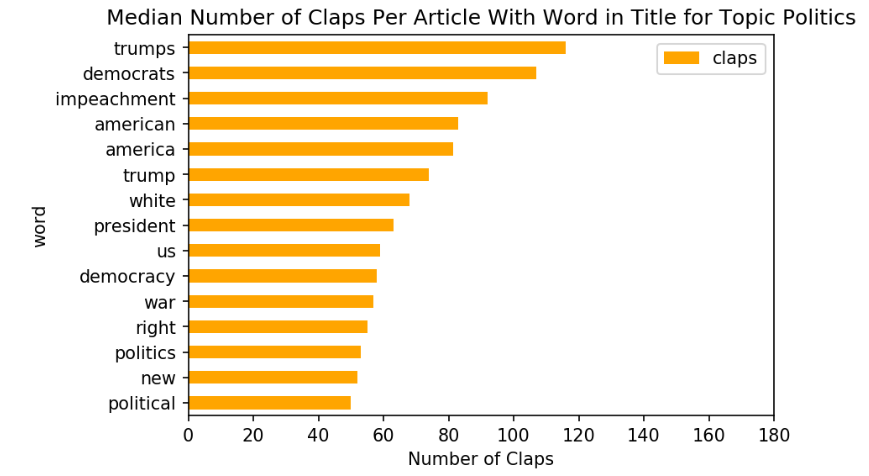 Median Number of Claps Per Article With Word in Title for Topic Politics
claps
trumps
democrats
impeachment
american
america
trump
white
president
us
democracy
war
right
politics
new
political
word
0 20 40 60 80 100 120 140 160 180
Number of Claps